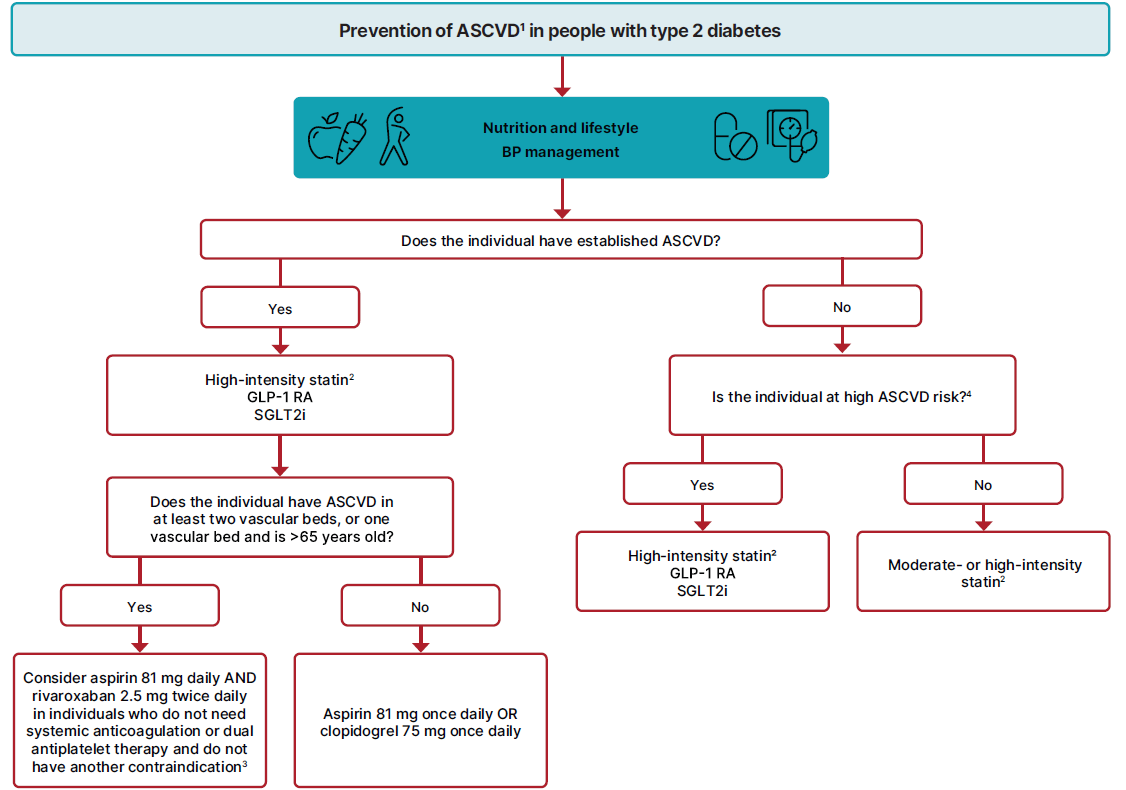 Prevention of ASCVD¹ in people with type 2 diabetes
Nutrition and lifestyle
BP management
Does the individual have established ASCVD?
Yes
No
High-intensity statin²
GLP-1 RA
SGLT2i
Is the individual at high ASCVD risk?⁴
Does the individual have ASCVD in
at least two vascular beds, or one
vascular bed and is >65 years old?
Yes
No
High-intensity statin²
GLP-1 RA
SGLT2i
Moderate- or high-intensity
statin²
Yes
No
Consider aspirin 81 mg daily AND
rivaroxaban 2.5 mg twice daily
in individuals who do not need
systemic anticoagulation or dual
antiplatelet therapy and do not
have another contraindication³
Aspirin 81 mg once daily OR
clopidogrel 75 mg once daily